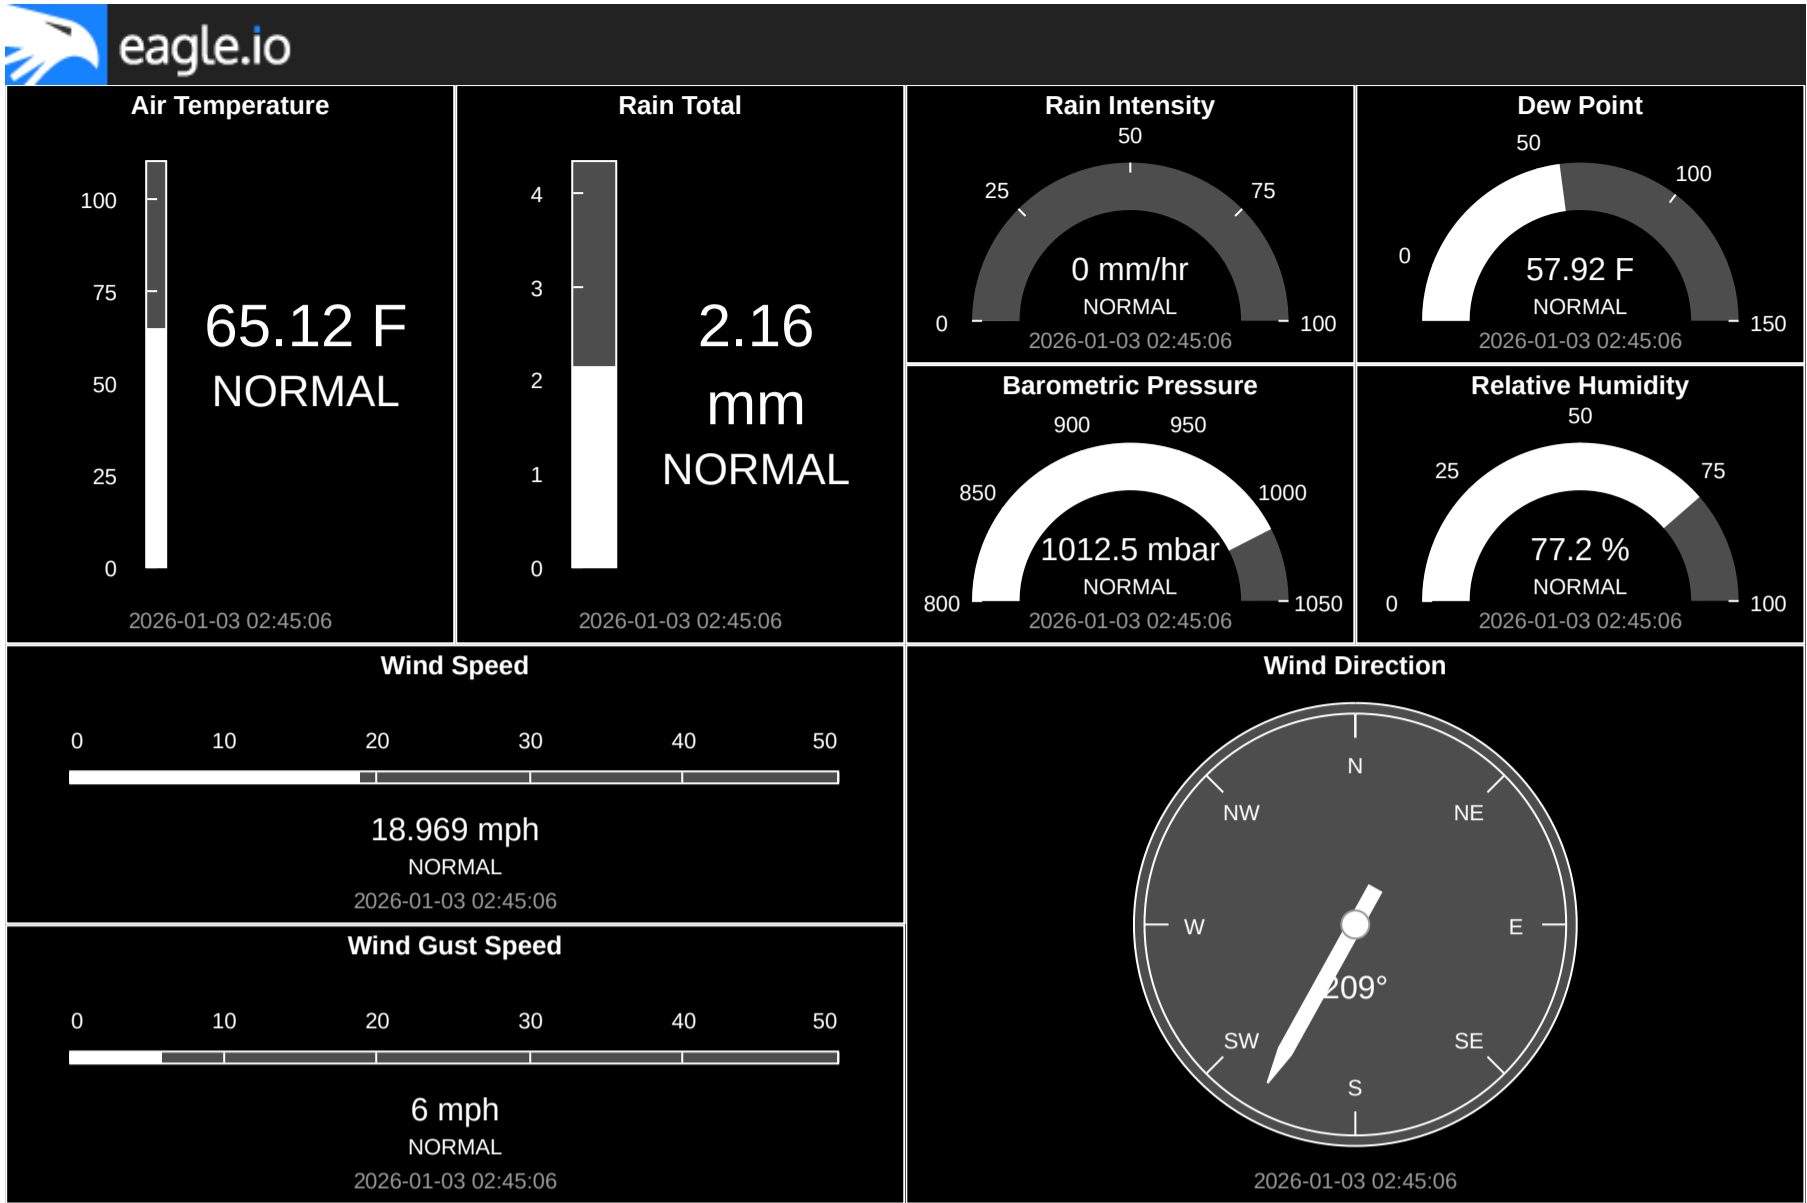 eagle.io
Air Temperature
100
75
50
25
0
65.12 F
NORMAL
2026-01-03 02:45:06
Rain Total
4
3
2
1
0
2.16
mm
NORMAL
2026-01-03 02:45:06
Rain Intensity
50
25
75
0
100
0 mm/hr
NORMAL
2026-01-03 02:45:06
Dew Point
50
100
0
150
57.92 F
NORMAL
2026-01-03 02:45:06
Barometric Pressure
900
950
850
1000
800
1050
1012.5 mbar
NORMAL
2026-01-03 02:45:06
Relative Humidity
50
25
75
0
100
77.2 %
NORMAL
2026-01-03 02:45:06
Wind Speed
0 10 20 30 40 50
18.969 mph
NORMAL
2026-01-03 02:45:06
Wind Gust Speed
0 10 20 30 40 50
6 mph
NORMAL
2026-01-03 02:45:06
Wind Direction
N
NW NE
W E
209°
SW SE
S
2026-01-03 02:45:06